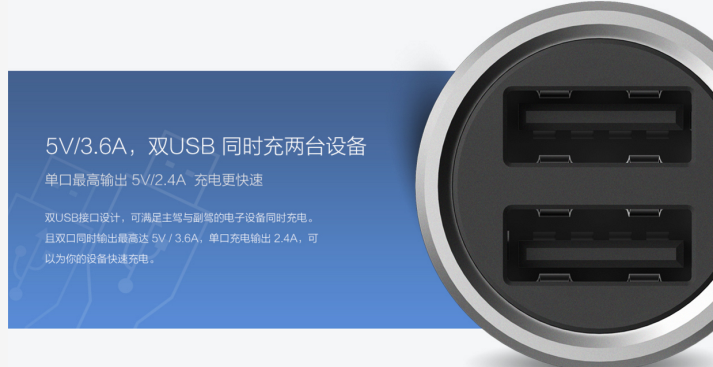 5V/3.6A，双USB 同时充两台设备
单口最高输出 5V/2.4A 充电更快速
双USB接口设计，可满足主驾与副驾的电子设备同时充电。
且双口同时输出最高达 5V / 3.6A，单口充电输出 2.4A，可
以为你的设备快速充电。